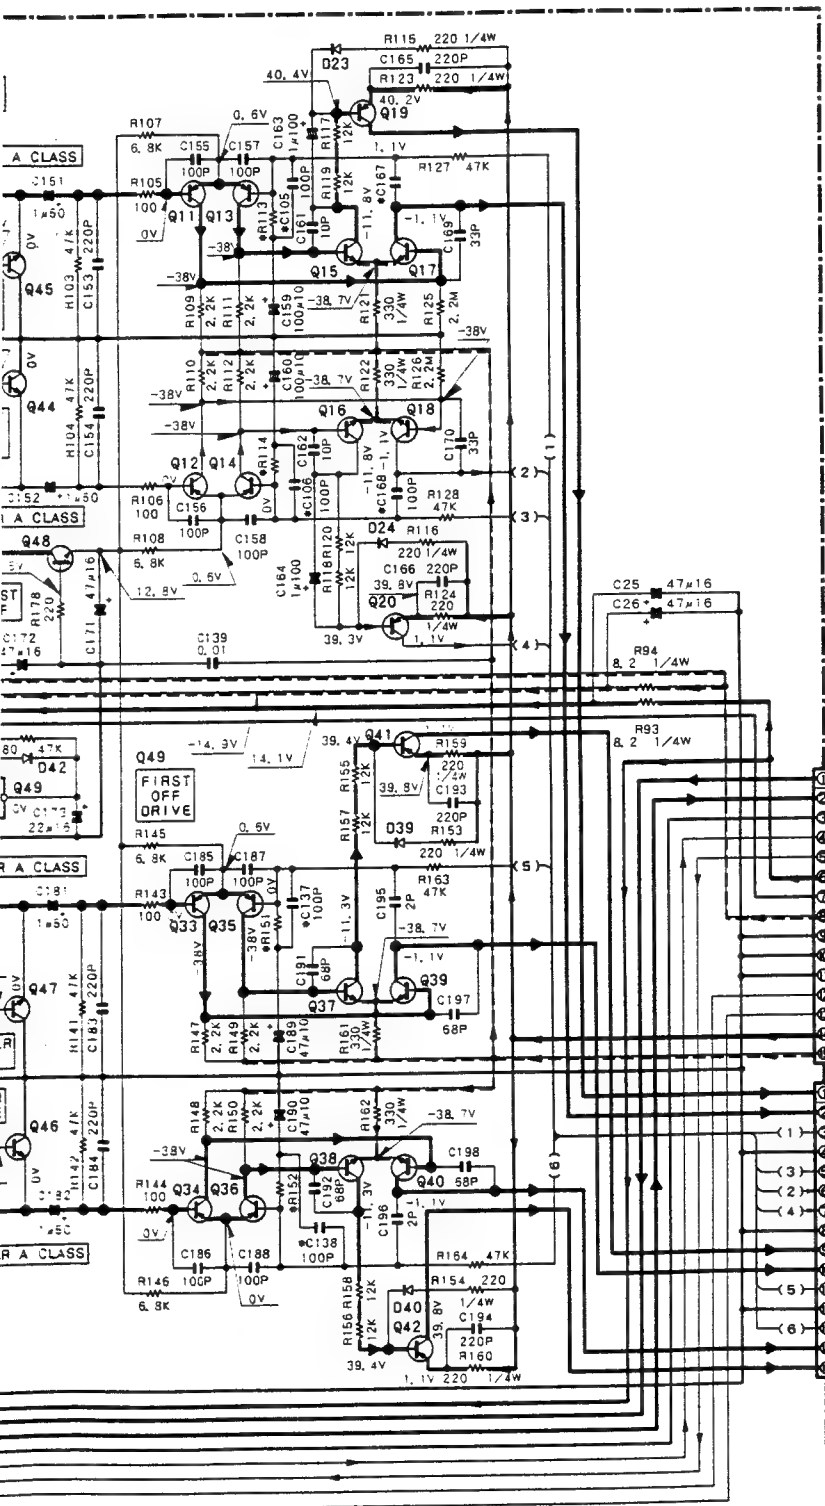 R115 220 1/4W
D23
C165 220P
R123 220 1/4W
40.4V
40.2V
Q19
R107
6.8K
0.6V
C163
1µ100
R117
12K
A CLASS
C155
100P
C157
100P
1.1V
R127 47K
C151
1µ50
R105
100
R119
12K
*C167
2P
Q11 Q13
*R113
*C105
100P
C161
10P
-11.8V
-1.1V
C169
33P
0V
0V
Q45
R103 47K
C153 220P
-38V
-38V
Q15
Q17
-38.7V
R109
2.2K
R111
2.2K
C159
100µ10
R121
330
1/4W
R125
2.2M
-38V
0V
Q44
R104 47K
C154 220P
R110
2.2K
R112
2.2K
C160
100µ10
R122
330
1/4W
R126
2.2M
-38.7V
-38V
-38V
Q16
Q18
C162
10P
-11.8V
-1.1V
C170
33P
(1)
Q12 Q14
*R114
*C106
100P
*C168
100P
(2)
C152
R106
100
C156
100P
0V
R128
47K
(3)
R A CLASS
Q48
R108
6.8K
C158
100P
D24
R116
220 1/4W
R118
12K
R120
12K
0.6V
12.8V
C164
1µ100
C166 220P
39.8V
R124
220
1/4W
Q20
39.3V
1.1V
(4)
R178
220
C171
47µ16
C172
47µ16
C139
0.01
C25 47µ16
C26 47µ16
R94
8.2 1/4W
R93
8.2 1/4W
-14.9V
14.1V
39.4V
Q41
R159
220
1/4W
39.8V
C193
220P
R155
12K
R157
12K
D39
R153
220 1/4W
80 47K
D42
Q49
0V
C173
22µ16
Q49
FIRST
OFF
DRIVE
R145
6.8K
0.6V
C185
100P
C187
100P
(5)
R163
47K
R A CLASS
C181
1µ50
R143
100
Q33 Q35
0V
*R151
*C137
100P
C195
2P
-11.3V
-38.7V
-1.1V
-38V
-38V
C191
68P
Q37
Q39
C197
68P
Q47
R141 47K
C183 220P
R147
2.2K
R149
2.2K
C189
47µ10
R161
330
1/4W
R148
2.2K
R150
2.2K
C190
47µ10
R162
330
1/4W
-38.7V
Q46
0V
R142 47K
C184 220P
-38V
Q38
Q40
C198
68P
(6)
R144
100
Q34 Q36
*R152
C192
68P
-11.3V
-1.1V
C196
2P
C182
0V
*C138
100P
R A CLASS
C186
100P
C188
100P
R164 47K
R146
6.8K
0V
R158
12K
R156
12K
R154 220
1/4W
D40
Q42
39.8V
C194
220P
R160
220 1/4W
39.4V
1.1V
(1)
(3)
(2)
(4)
(5)
(6)